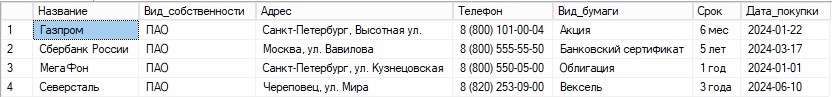 Название Вид_собственности Адрес Телефон Вид_бумаги Срок Дата_покупки
1 Газпром ПАО Санкт-Петербург, Высотная ул. 8 (800) 101-00-04 Акция 6 мес 2024-01-22
2 Сбербанк России ПАО Москва, ул. Вавилова 8 (800) 555-55-50 Банковский сертификат 5 лет 2024-03-17
3 МегаФон ПАО Санкт-Петербург, ул. Кузнецовская 8 (800) 550-05-00 Облигация 1 год 2024-01-01
4 Северсталь ПАО Череповец, ул. Мира 8 (820) 253-09-00 Вексель 3 года 2024-06-10